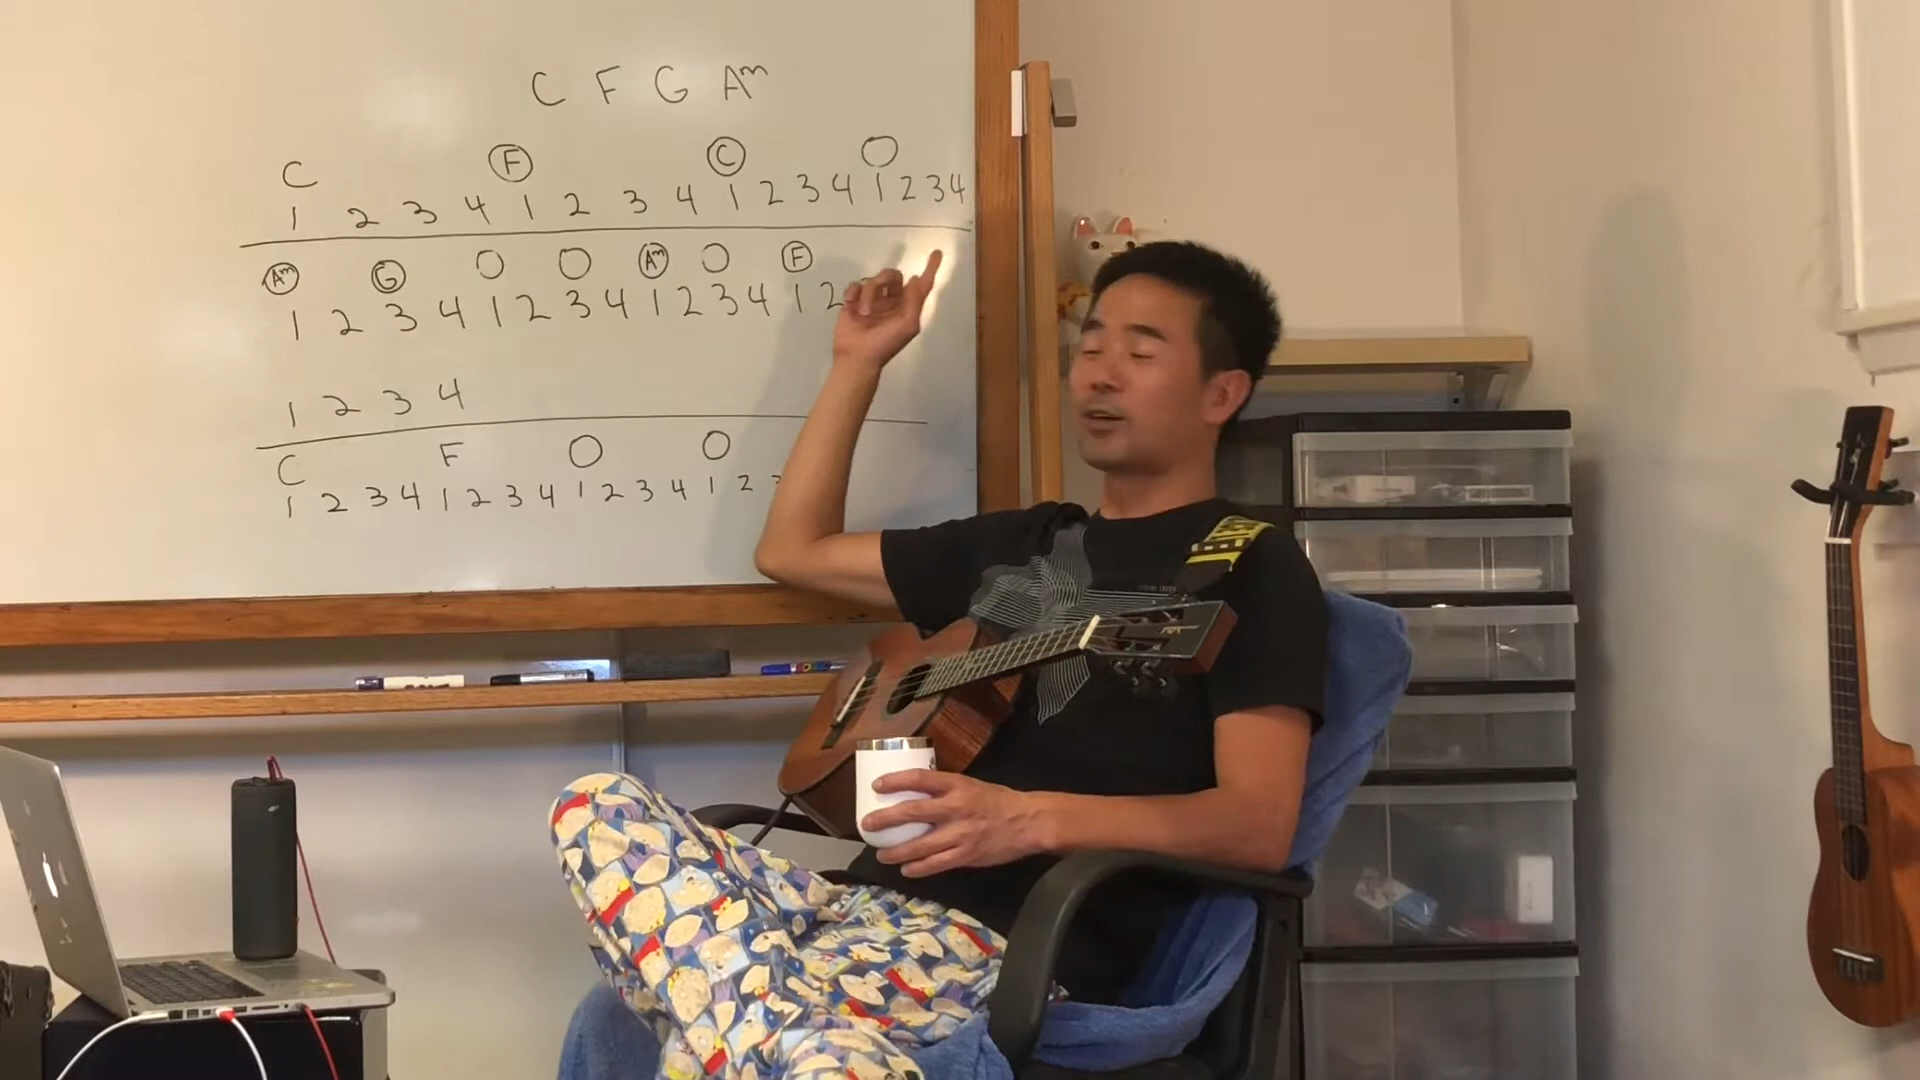 C F G Am
C F C
1 2 3 4 1 2 3 4 1 2 3 4 1 2 3 4
Am G Am F
1 2 3 4 1 2 3 4 1 2 3 4 1 2
1 2 3 4
C F
1 2 3 4 1 2 3 4 1 2 3 4 1 2